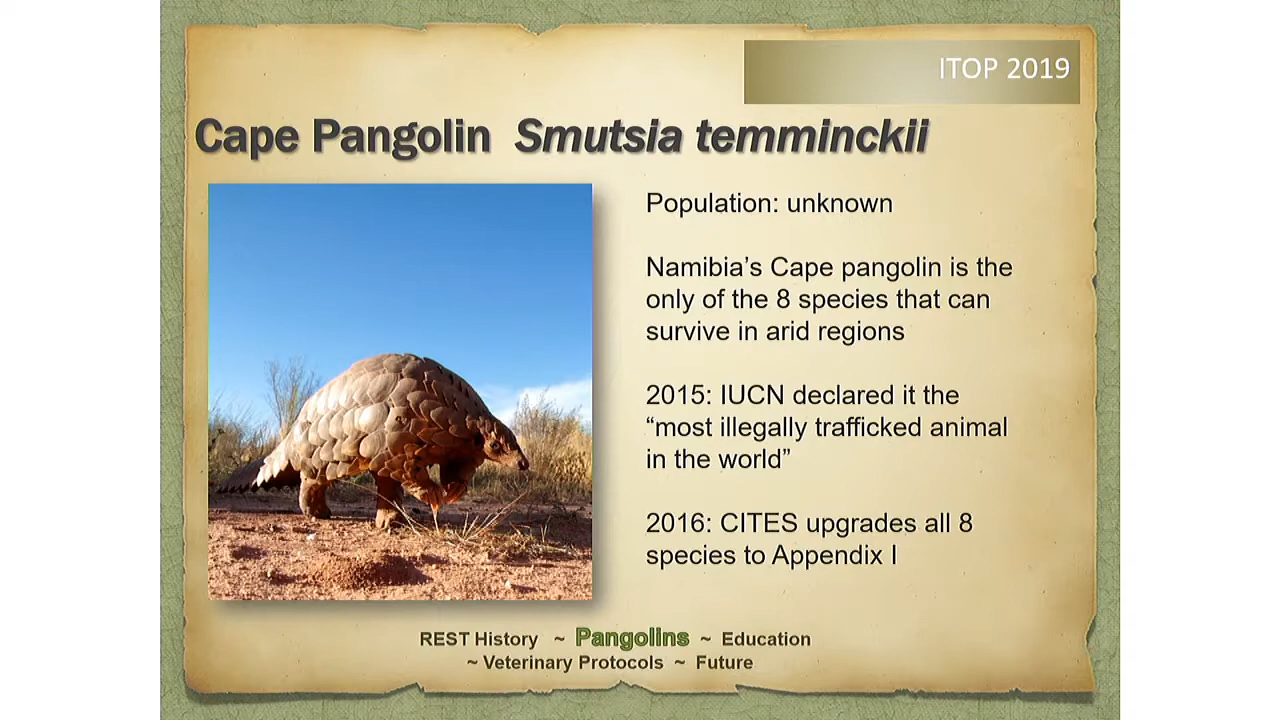 ITOP 2019
Cape Pangolin Smutsia temminckii
Population: unknown
Namibia’s Cape pangolin is the
only of the 8 species that can
survive in arid regions
2015: IUCN declared it the
“most illegally trafficked animal
in the world”
2016: CITES upgrades all 8
species to Appendix I
REST History ~ Pangolins ~ Education
~ Veterinary Protocols ~ Future